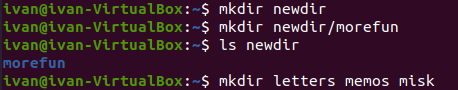 ivan@ivan-VirtualBox:~$ mkdir newdir
ivan@ivan-VirtualBox:~$ mkdir newdir/morefun
ivan@ivan-VirtualBox:~$ ls newdir
morefun
ivan@ivan-VirtualBox:~$ mkdir letters memos misk